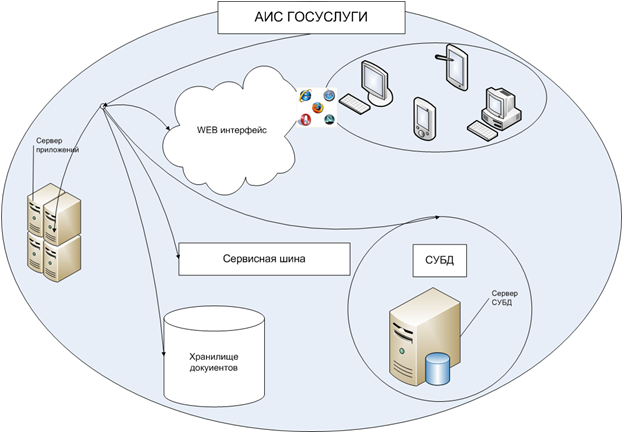 АИС ГОСУСЛУГИ
WEB интерфейс
Сервер
приложений
Сервисная шина
СУБД
Сервер
СУБД
Хранилище
докуиентов